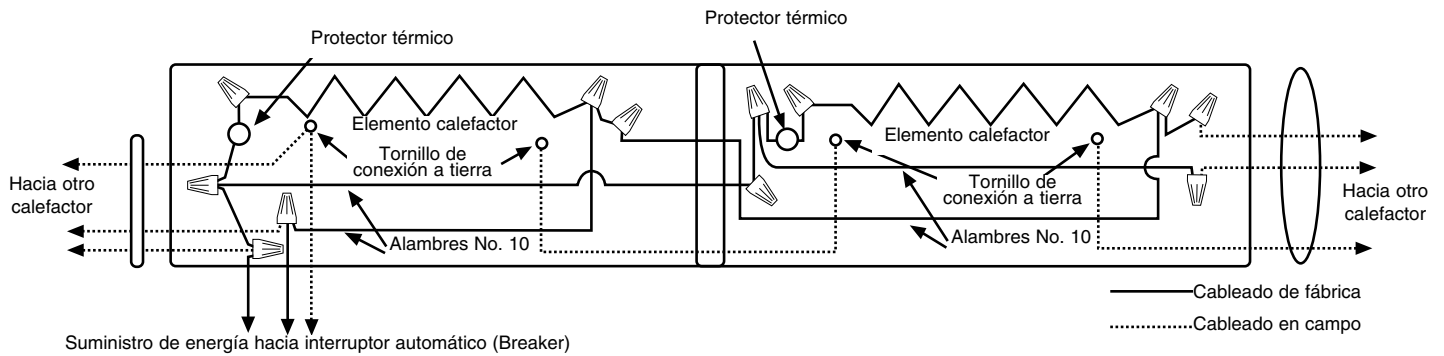 Protector térmico
Protector térmico
Elemento calefactor
Elemento calefactor
Tornillo de
conexión a tierra
Tornillo de
conexión a tierra
Hacia otro
calefactor
Hacia otro
calefactor
Alambres No. 10
Alambres No. 10
Cableado de fábrica
Cableado en campo
Suministro de energía hacia interruptor automático (Breaker)